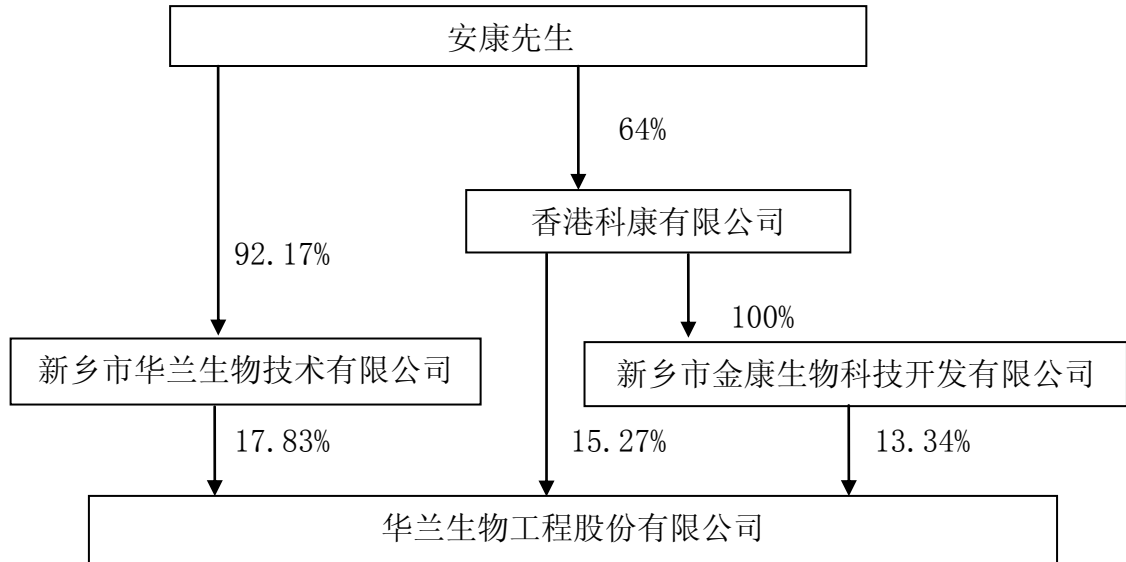 安康先生
64%
香港科康有限公司
92.17%
100%
新乡市华兰生物技术有限公司
新乡市金康生物科技开发有限公司
17.83%
15.27%
13.34%
华兰生物工程股份有限公司